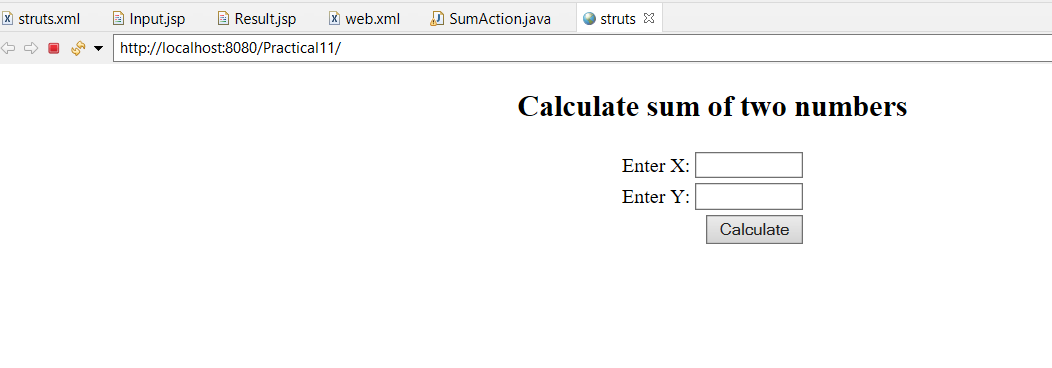 struts.xml Input.jsp Result.jsp web.xml SumAction.java struts
http://localhost:8080/Practical11/
Calculate sum of two numbers
Enter X:
Enter Y:
Calculate